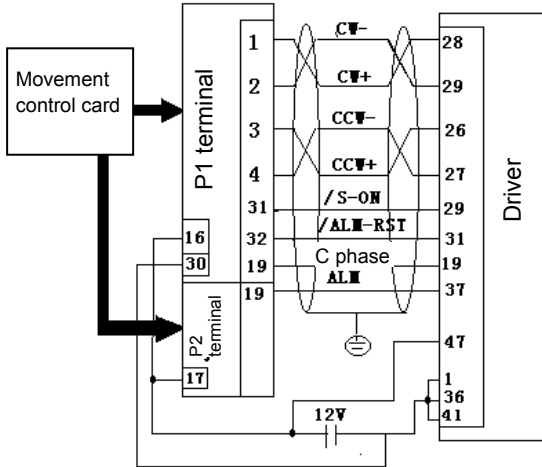 Movement
control card
P1 terminal
P2
terminal
1
2
3
4
31
32
19
19
16
30
17
CW-
CW+
CCW-
CCW+
/S-ON
/ALM-RST
C phase
ALM
28
29
26
27
29
31
19
37
47
1
36
41
Driver
12V